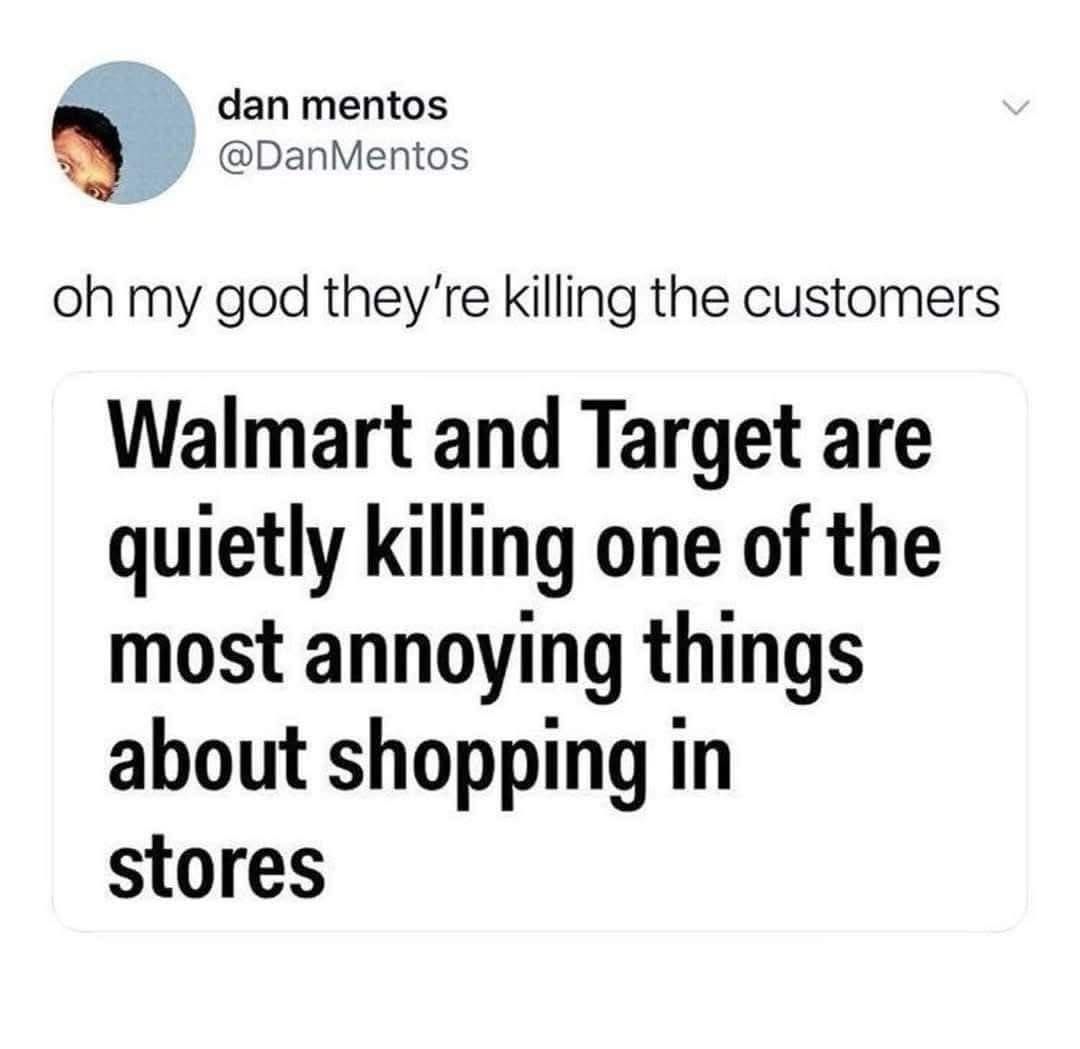 dan mentos
@DanMentos
oh my god they're killing the customers
Walmart and Target are
quietly killing one of the
most annoying things
about shopping in
stores